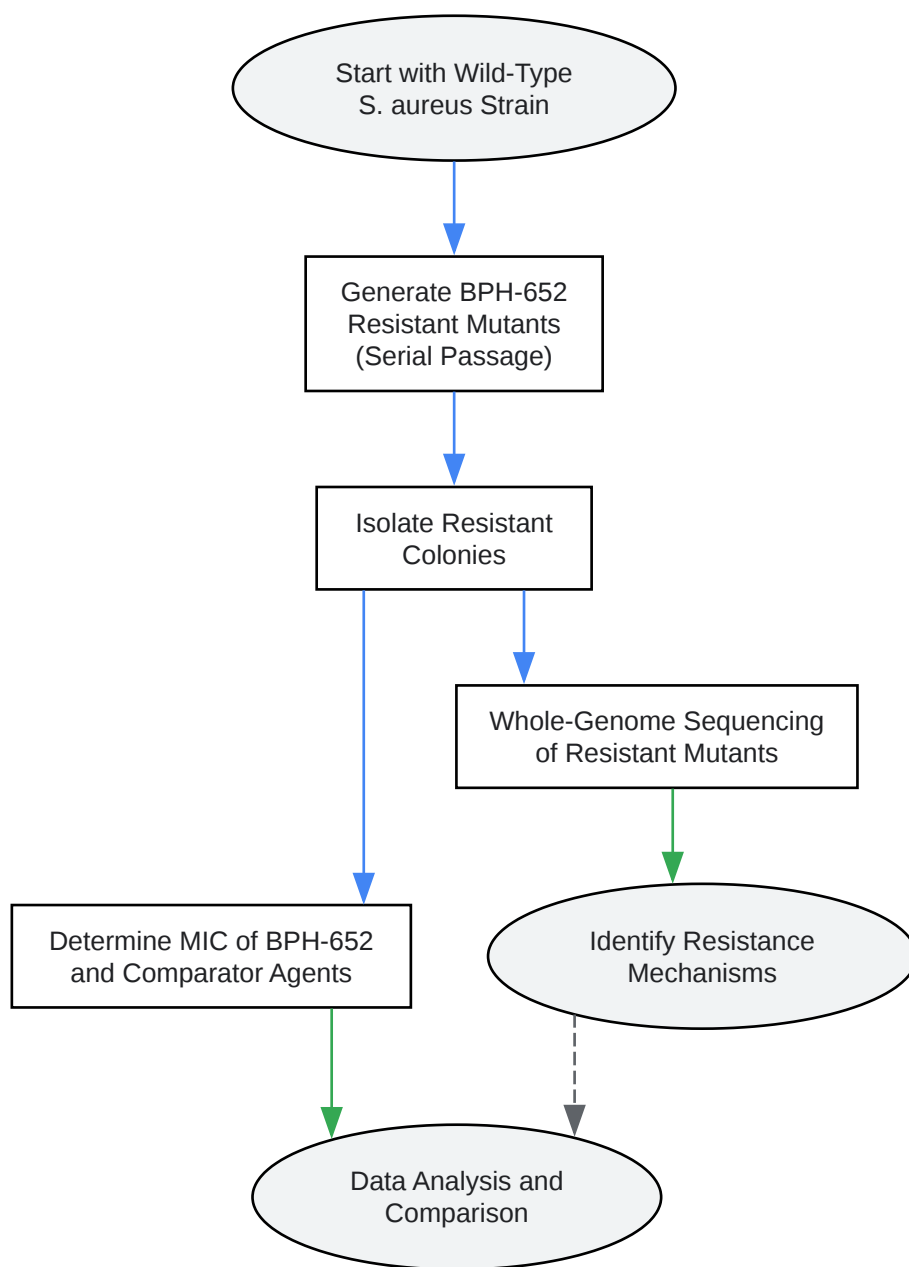 Start with Wild-Type
S. aureus Strain
Generate BPH-652
Resistant Mutants
(Serial Passage)
Isolate Resistant
Colonies
Whole-Genome Sequencing
of Resistant Mutants
Determine MIC of BPH-652
and Comparator Agents
Identify Resistance
Mechanisms
Data Analysis and
Comparison